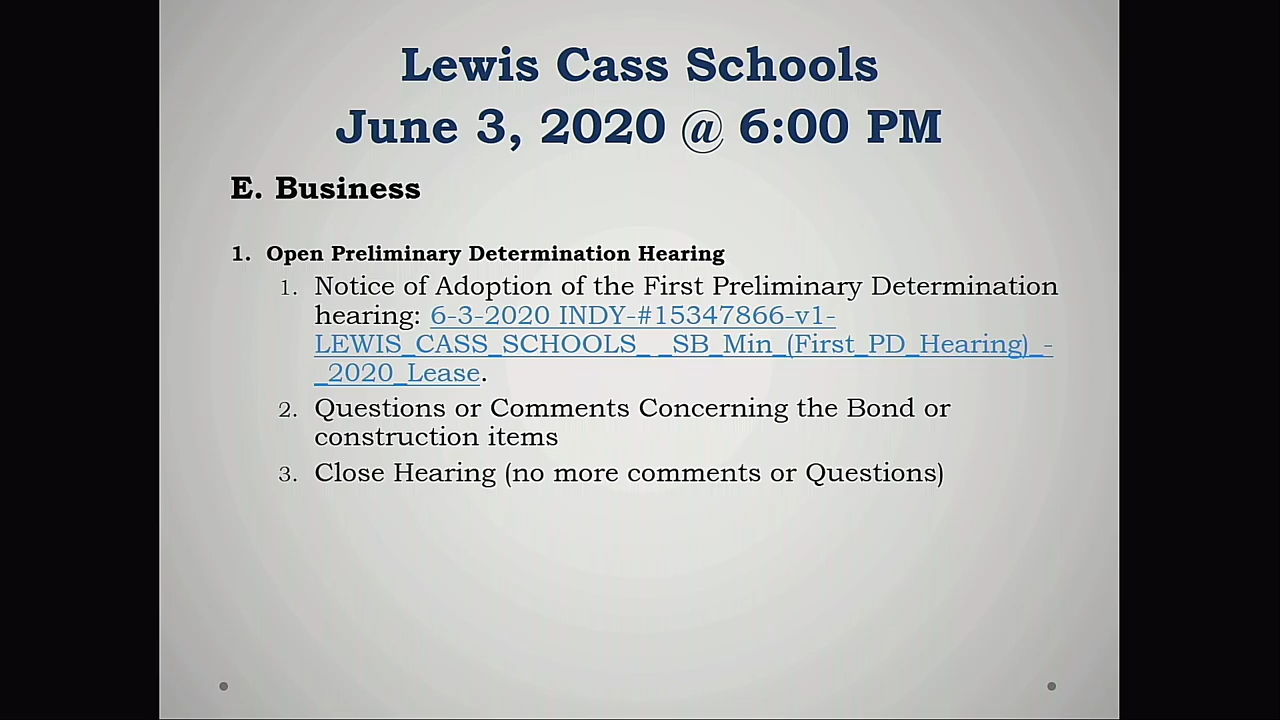 Lewis Cass Schools
June 3, 2020 @ 6:00 PM
E. Business
1. Open Preliminary Determination Hearing
1. Notice of Adoption of the First Preliminary Determination
hearing: 6-3-2020 INDY-#15347866-v1-
LEWIS_CASS_SCHOOLS_ _SB_Min_(First_PD_Hearing)_-
_2020_Lease.
2. Questions or Comments Concerning the Bond or
construction items
3. Close Hearing (no more comments or Questions)